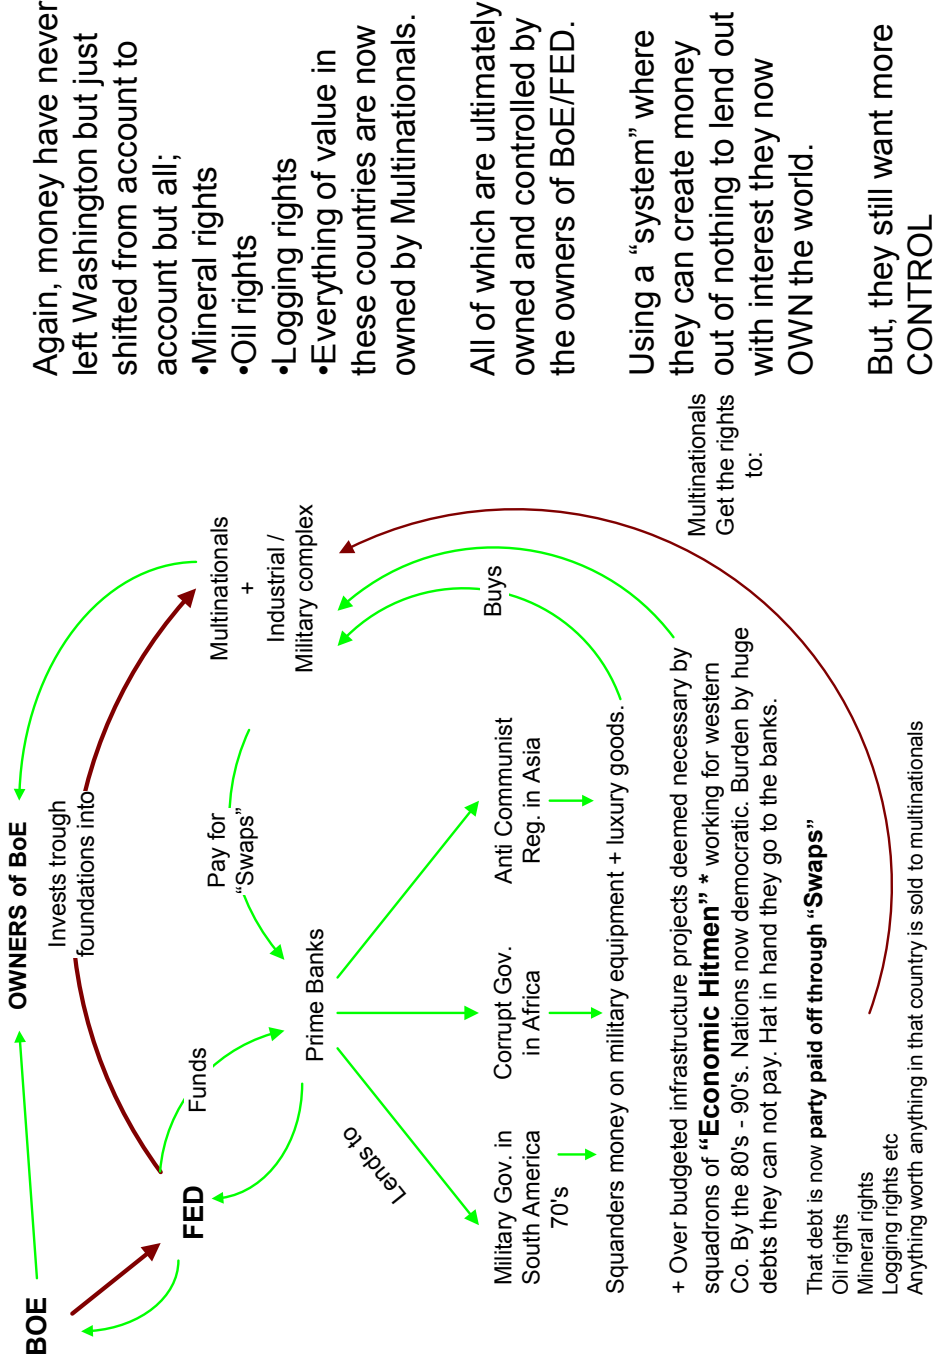 BOE
OWNERS of BoE
Invests trough
foundations into
FED
Funds
Pay for
“Swaps”
Multinationals
+
Industrial /
Military complex
Prime Banks
Lends to
Buys
Military Gov. in
South America
70's
Corrupt Gov.
in Africa
Anti Communist
Reg. in Asia
Squanders money on military equipment + luxury goods.
+ Over budgeted infrastructure projects deemed necessary by
squadrons of “Economic Hitmen” * working for western
Co. By the 80's - 90's. Nations now democratic. Burden by huge
debts they can not pay. Hat in hand they go to the banks.
That debt is now party paid off through “Swaps”
Oil rights
Mineral rights
Logging rights etc
Anything worth anything in that country is sold to multinationals
Multinationals
Get the rights
to:
Again, money have never
left Washington but just
shifted from account to
account but all;
•Mineral rights
•Oil rights
•Logging rights
•Everything of value in
these countries are now
owned by Multinationals.
All of which are ultimately
owned and controlled by
the owners of BoE/FED.
Using a “system” where
they can create money
out of nothing to lend out
with interest they now
OWN the world.
But, they still want more
CONTROL